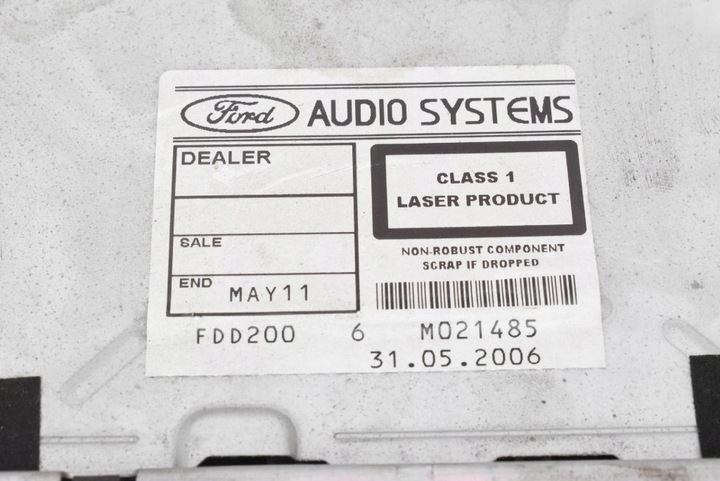 Ford AUDIO SYSTEMS
DEALER
CLASS 1
LASER PRODUCT
SALE
NON-ROBUST COMPONENT
SCRAP IF DROPPED
END MAY11
FDD200 6 M021485
31.05.2006